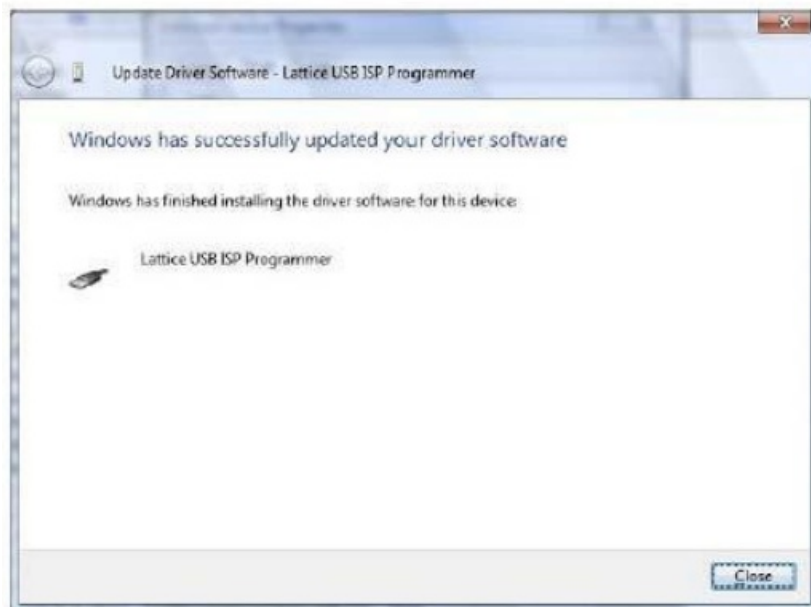 Update Driver Software - Lattice USB ISP Programmer
Windows has successfully updated your driver software
Windows has finished installing the driver software for this device:
Lattice USB ISP Programmer
Close